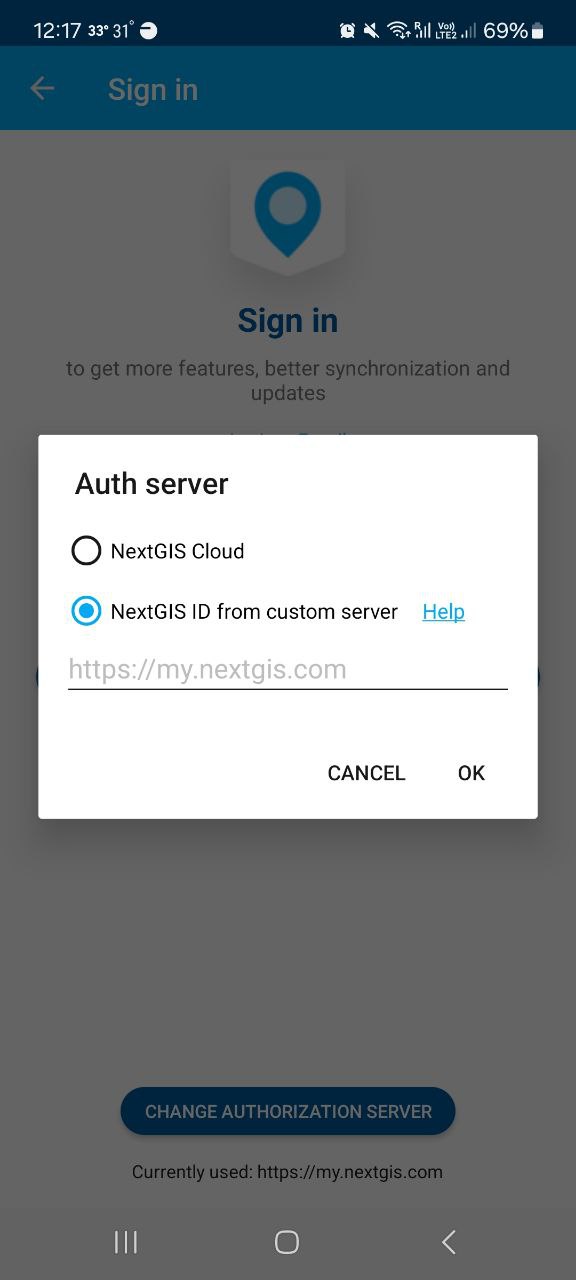 12:17 33° 31° 69%
Sign in
Sign in
to get more features, better synchronization and
updates
Auth server
NextGIS Cloud
NextGIS ID from custom server Help
https://my.nextgis.com
CANCEL OK
CHANGE AUTHORIZATION SERVER
Currently used: https://my.nextgis.com